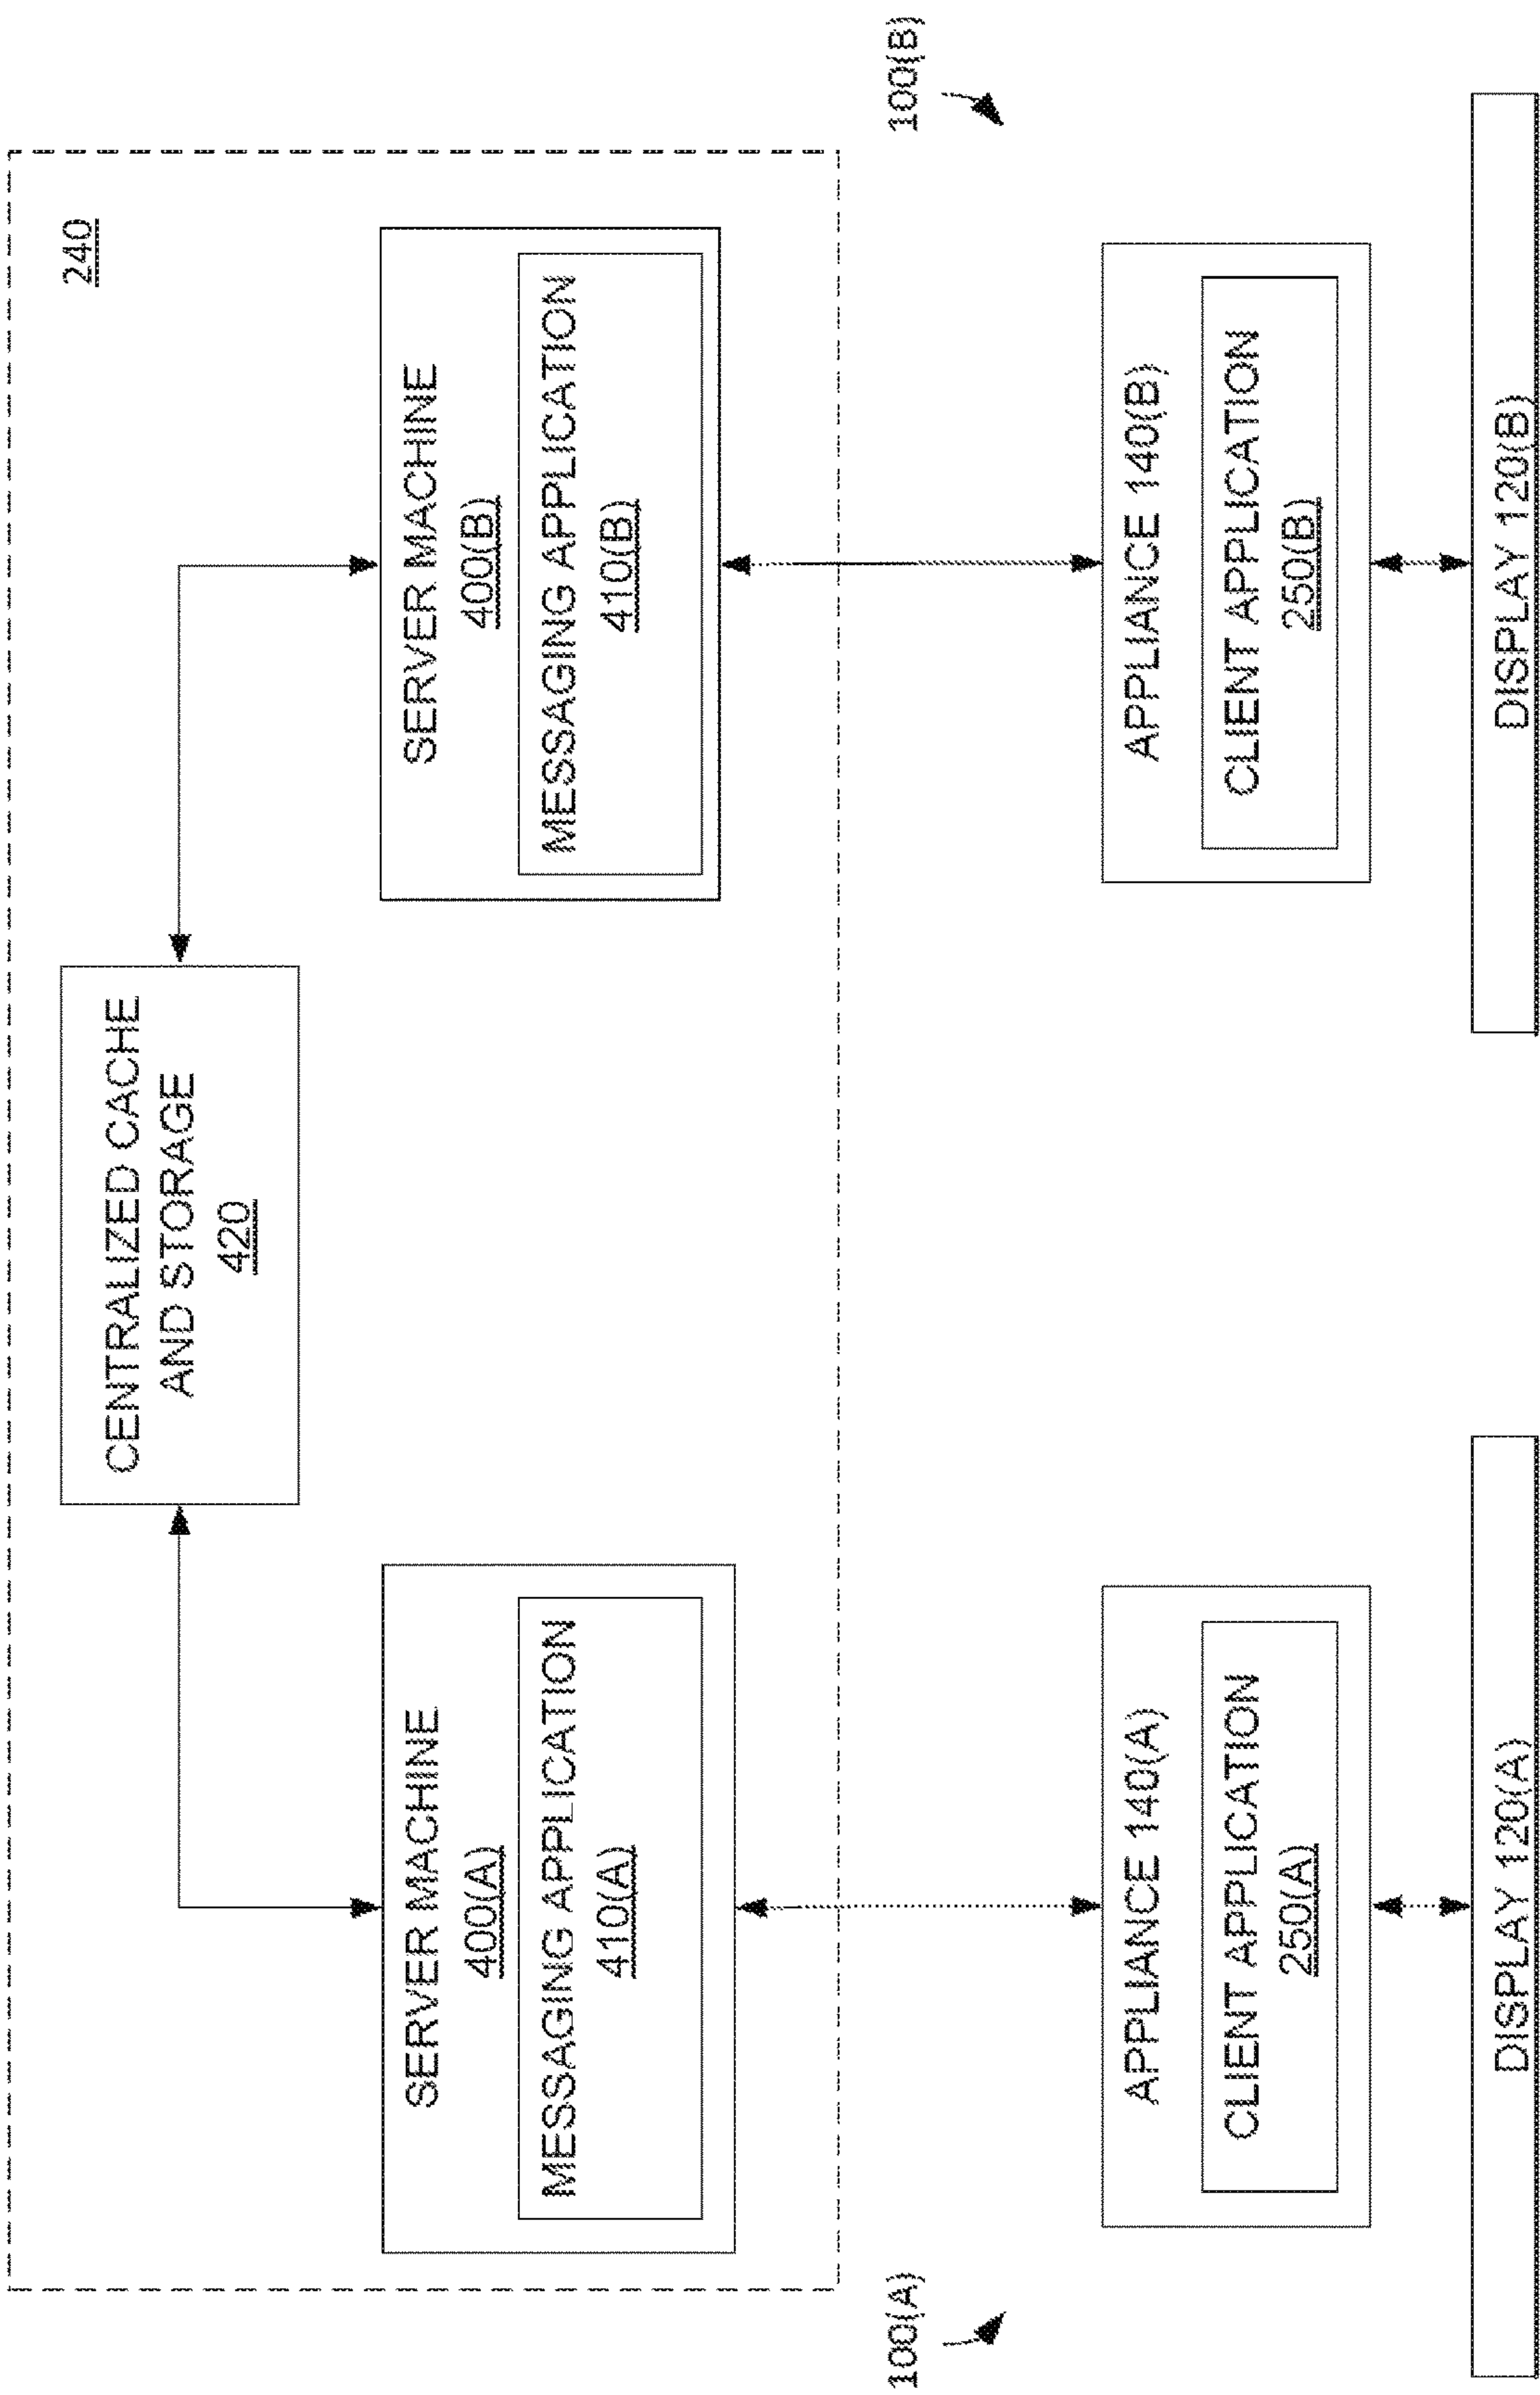 240
CENTRALIZED CACHE
AND STORAGE
420
SERVER MACHINE
400(A)
MESSAGING APPLICATION
410(A)
SERVER MACHINE
400(B)
MESSAGING APPLICATION
410(B)
100(A)
100(B)
APPLIANCE 140(A)
CLIENT APPLICATION
250(A)
APPLIANCE 140(B)
CLIENT APPLICATION
250(B)
DISPLAY 120(A)
DISPLAY 120(B)